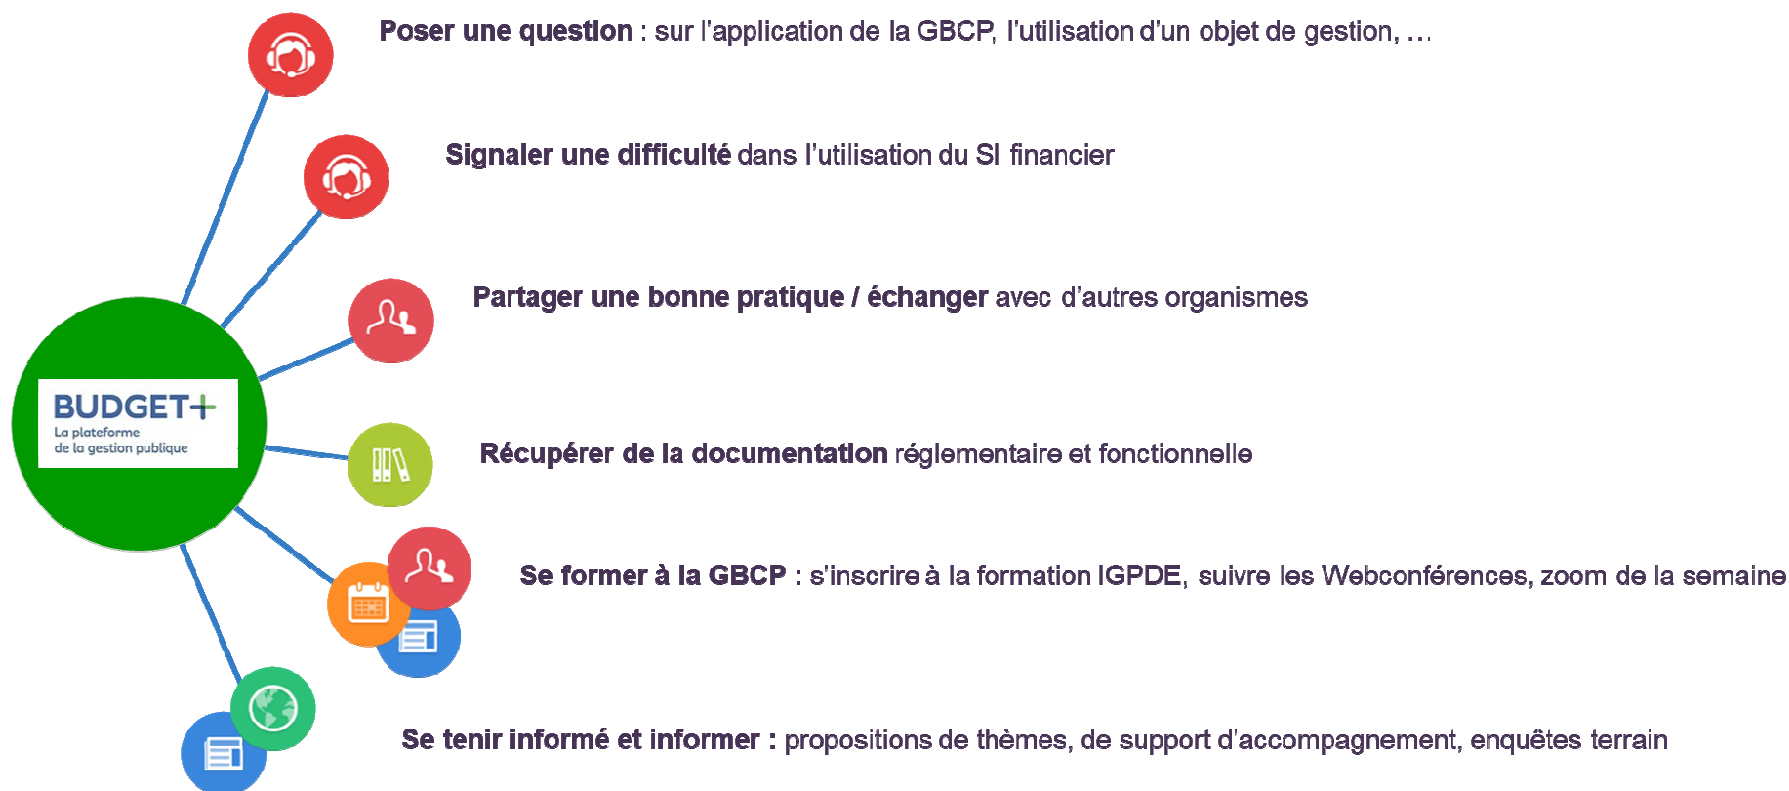 Poser une question : sur l'application de la GBCP, l'utilisation d'un objet de gestion, …
Signaler une difficulté dans l'utilisation du SI financier
Partager une bonne pratique / échanger avec d'autres organismes
BUDGET+
La plateforme
de la gestion publique
Récupérer de la documentation réglementaire et fonctionnelle
Se former à la GBCP : s'inscrire à la formation IGPDE, suivre les Webconférences, zoom de la semaine
Se tenir informé et informer : propositions de thèmes, de support d'accompagnement, enquêtes terrain